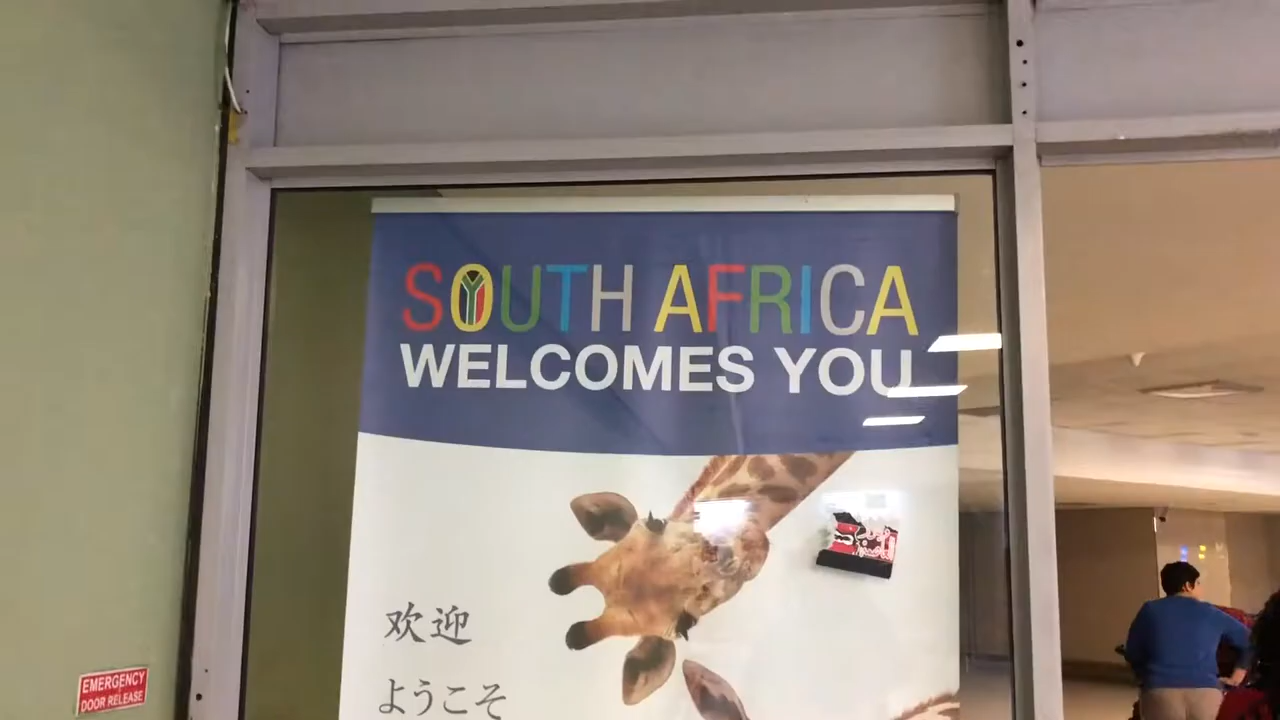 SOUTH AFRICA
WELCOMES YOU
欢迎
ようこそ
EMERGENCY
DOOR RELEASE